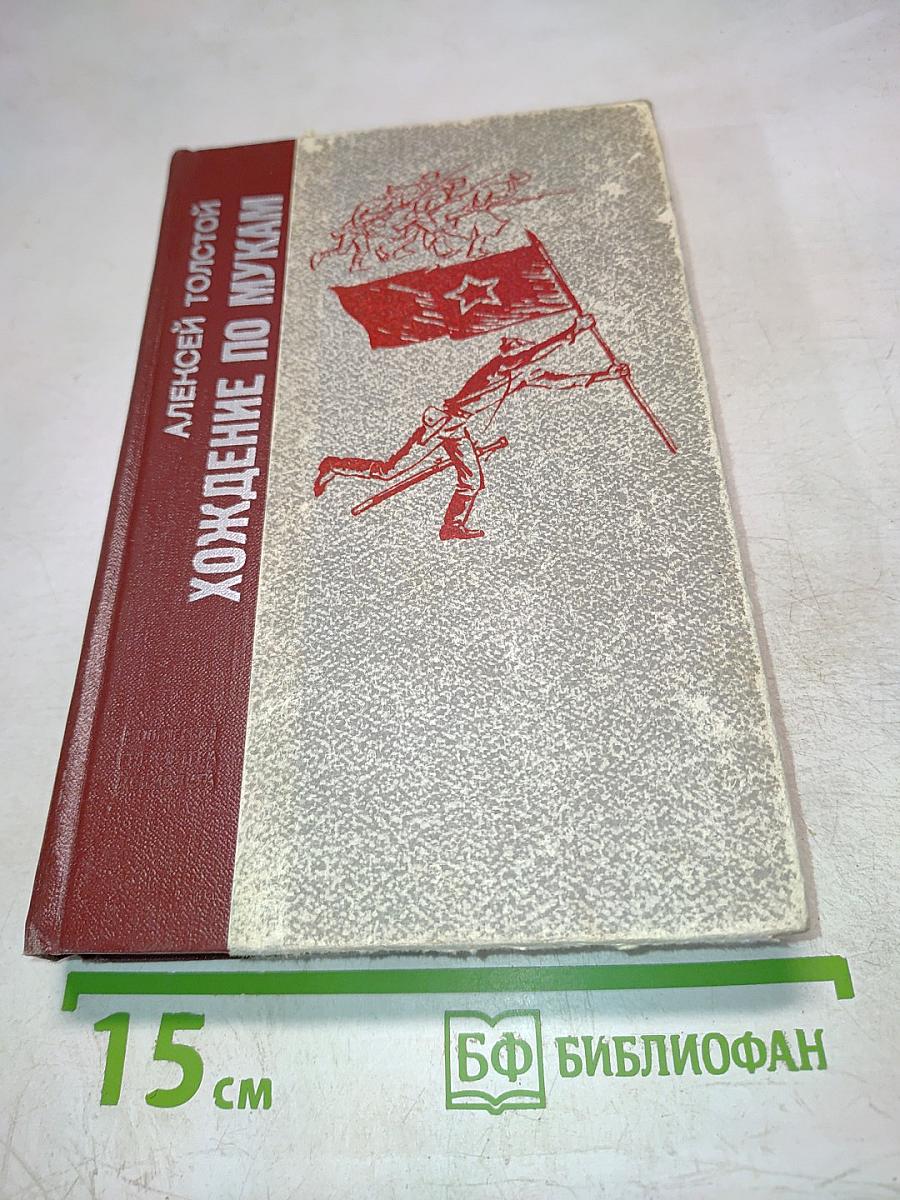 АЛЕКСЕЙ ТОЛСТОЙ
ХОЖДЕНИЕ ПО МУКАМ
15 см
БФ БИБЛИОФАН